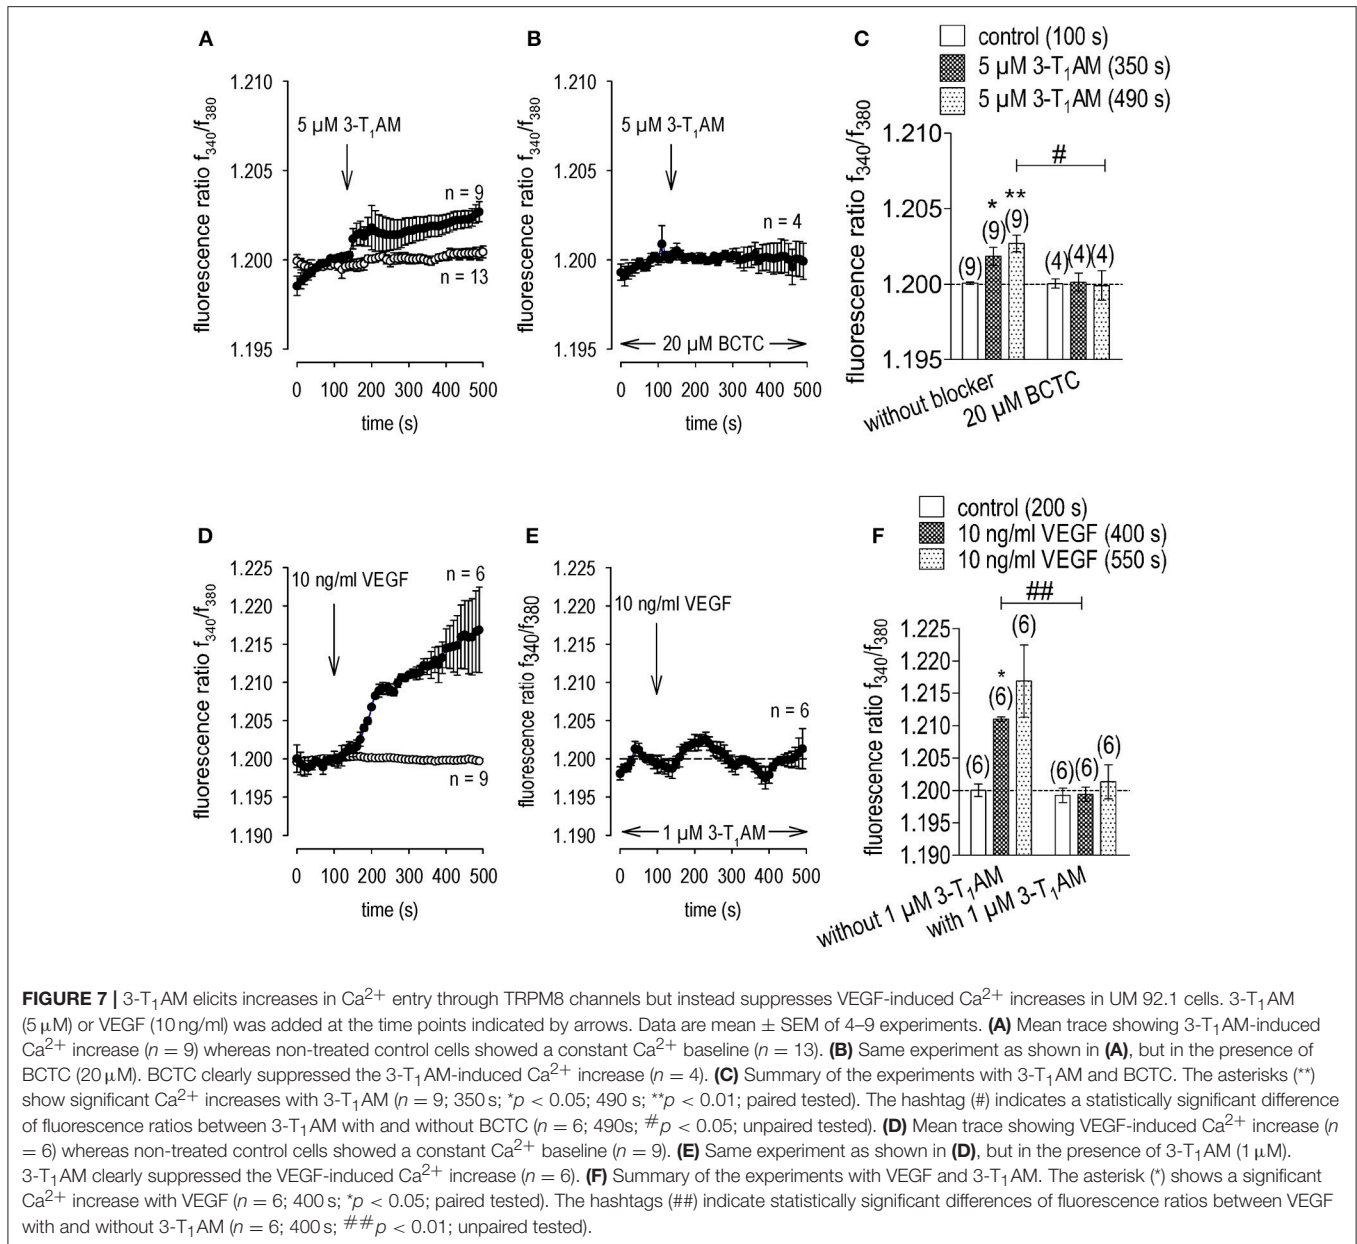 A
1.210
1.205
1.200
1.195
fluorescence ratio f340/f380
5 µM 3-T1AM
n = 9
n = 13
0 100 200 300 400 500
time (s)
B
1.210
1.205
1.200
1.195
fluorescence ratio f340/f380
5 µM 3-T1AM
n = 4
20 µM BCTC
0 100 200 300 400 500
time (s)
C
control (100 s)
5 µM 3-T1AM (350 s)
5 µM 3-T1AM (490 s)
1.210
1.205
1.200
1.195
fluorescence ratio f340/f380
#
* **
(9) (9) (9) (4) (4) (4)
without blocker
20 µM BCTC
D
1.225
1.220
1.215
1.210
1.205
1.200
1.195
1.190
fluorescence ratio f340/f380
10 ng/ml VEGF
n = 6
n = 9
0 100 200 300 400 500
time (s)
E
1.225
1.220
1.215
1.210
1.205
1.200
1.195
1.190
fluorescence ratio f340/f380
10 ng/ml VEGF
n = 6
1 µM 3-T1AM
0 100 200 300 400 500
time (s)
F
control (200 s)
10 ng/ml VEGF (400 s)
10 ng/ml VEGF (550 s)
1.225
1.220
1.215
1.210
1.205
1.200
1.195
1.190
fluorescence ratio f340/f380
##
*
(6) (6) (6) (6) (6) (6)
without 1 µM 3-T1AM
with 1 µM 3-T1AM
FIGURE 7 | 3-T1AM elicits increases in Ca2+ entry through TRPM8 channels but instead suppresses VEGF-induced Ca2+ increases in UM 92.1 cells. 3-T1AM
(5 µM) or VEGF (10 ng/ml) was added at the time points indicated by arrows. Data are mean ± SEM of 4–9 experiments. (A) Mean trace showing 3-T1AM-induced
Ca2+ increase (n = 9) whereas non-treated control cells showed a constant Ca2+ baseline (n = 13). (B) Same experiment as shown in (A), but in the presence of
BCTC (20 µM). BCTC clearly suppressed the 3-T1AM-induced Ca2+ increase (n = 4). (C) Summary of the experiments with 3-T1AM and BCTC. The asterisks (**)
show significant Ca2+ increases with 3-T1AM (n = 9; 350 s; *p < 0.05; 490 s; **p < 0.01; paired tested). The hashtag (#) indicates a statistically significant difference
of fluorescence ratios between 3-T1AM with and without BCTC (n = 6; 490s; #p < 0.05; unpaired tested). (D) Mean trace showing VEGF-induced Ca2+ increase (n
= 6) whereas non-treated control cells showed a constant Ca2+ baseline (n = 9). (E) Same experiment as shown in (D), but in the presence of 3-T1AM (1 µM).
3-T1AM clearly suppressed the VEGF-induced Ca2+ increase (n = 6). (F) Summary of the experiments with VEGF and 3-T1AM. The asterisk (*) shows a significant
Ca2+ increase with VEGF (n = 6; 400 s; *p < 0.05; paired tested). The hashtags (##) indicate statistically significant differences of fluorescence ratios between VEGF
with and without 3-T1AM (n = 6; 400 s; ##p < 0.01; unpaired tested).